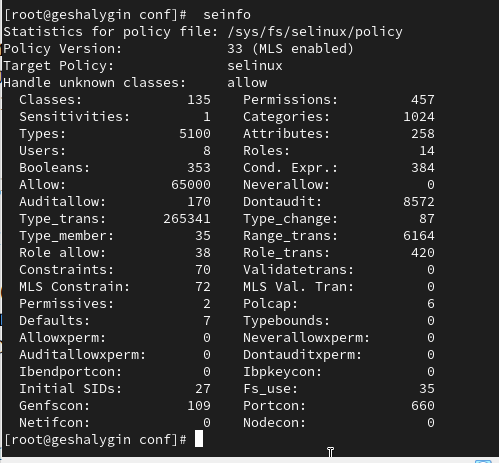 [root@geshalygin conf]#  seinfo
Statistics for policy file: /sys/fs/selinux/policy
Policy Version:             33 (MLS enabled)
Target Policy:              selinux
Handle unknown classes:     allow
  Classes:             135    Permissions:         457
  Sensitivities:         1    Categories:         1024
  Types:              5100    Attributes:          258
  Users:                 8    Roles:                14
  Booleans:            353    Cond. Expr.:         384
  Allow:             65000    Neverallow:            0
  Auditallow:          170    Dontaudit:          8572
  Type_trans:       265341    Type_change:          87
  Type_member:          35    Range_trans:        6164
  Role allow:           38    Role_trans:          420
  Constraints:          70    Validatetrans:         0
  MLS Constrain:        72    MLS Val. Tran:         0
  Permissives:           2    Polcap:                6
  Defaults:              7    Typebounds:            0
  Allowxperm:            0    Neverallowxperm:       0
  Auditallowxperm:       0    Dontauditxperm:        0
  Ibendportcon:          0    Ibpkeycon:             0
  Initial SIDs:         27    Fs_use:               35
  Genfscon:            109    Portcon:             660
  Netifcon:              0    Nodecon:               0
[root@geshalygin conf]#